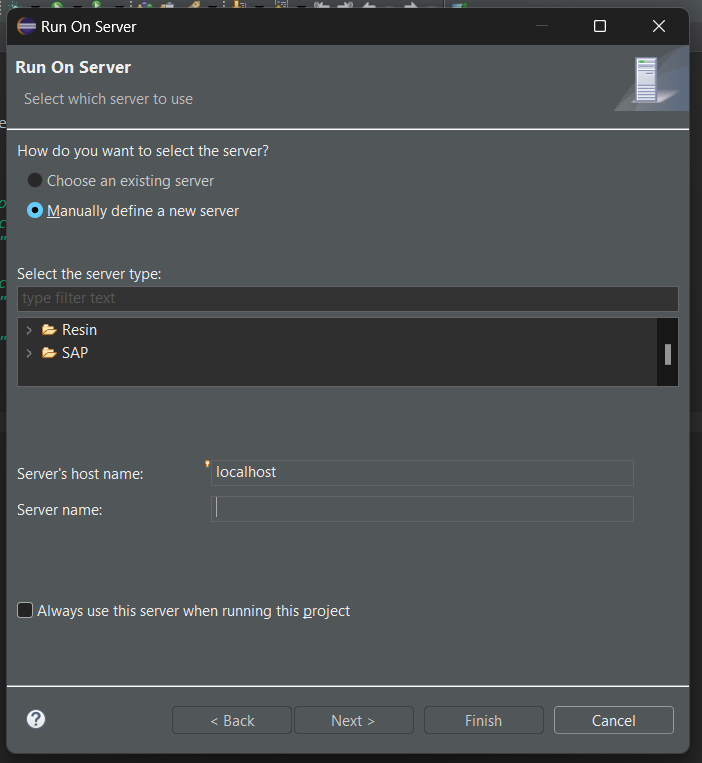 Run On Server
Run On Server
Select which server to use
How do you want to select the server?
Choose an existing server
Manually define a new server
Select the server type:
type filter text
Resin
SAP
Server's host name:
localhost
Server name:
Always use this server when running this project
?
< Back
Next >
Finish
Cancel